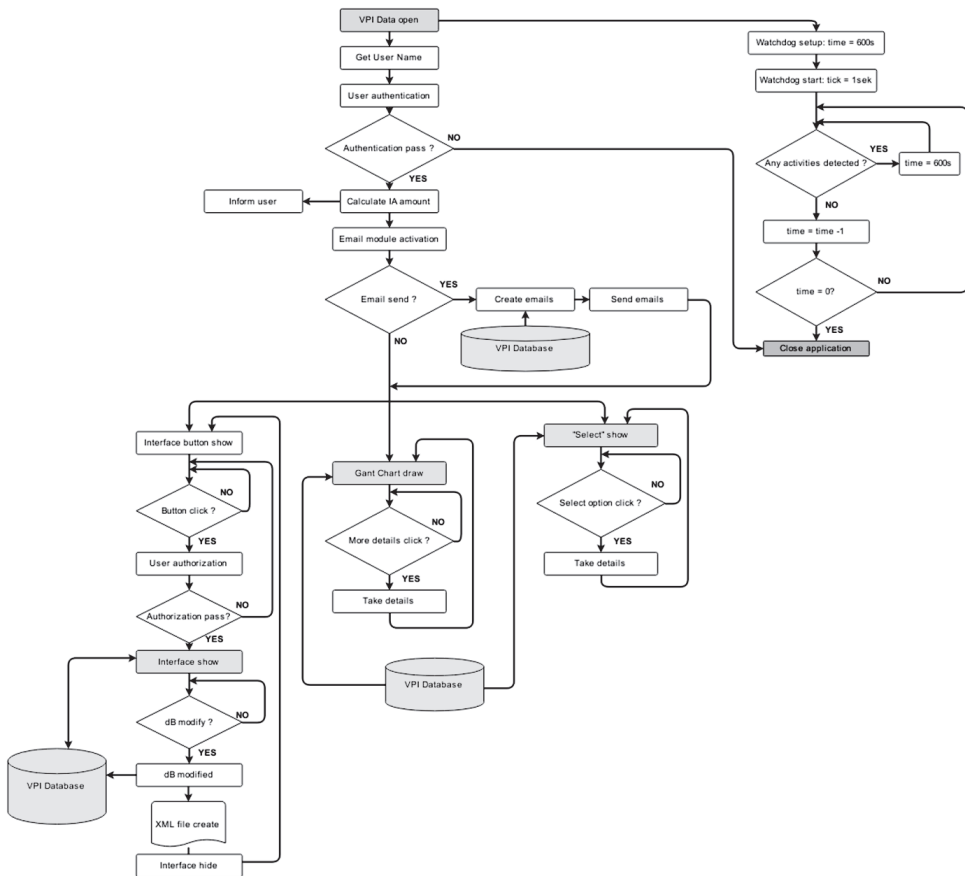 VPI Data open
Get User Name
User authentication
Authentication pass ?
NO
YES
Inform user
Calculate IA amount
Email module activation
Email send ?
YES
Create emails
Send emails
NO
VPI Database
Watchdog setup: time = 600s
Watchdog start: tick = 1sek
Any activities detected ?
YES
time = 600s
NO
time = time -1
time = 0?
NO
YES
Close application
Interface button show
Button click ?
NO
YES
User authorization
Authorization pass?
NO
YES
Interface show
dB modify ?
NO
YES
dB modified
VPI Database
XML file create
Interface hide
Gant Chart draw
More details click ?
NO
YES
Take details
VPI Database
"Select" show
Select option click ?
NO
YES
Take details